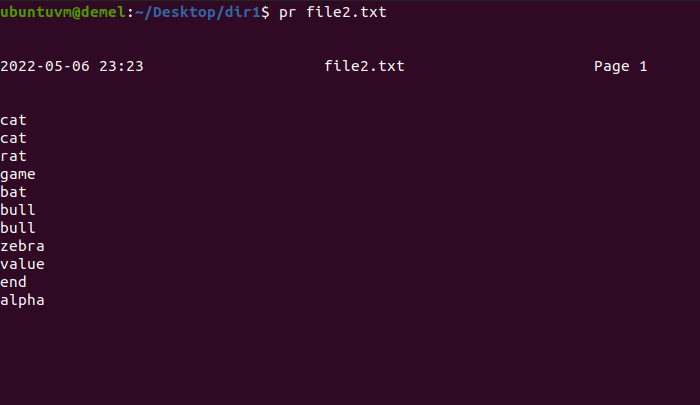 ubuntuvm@demel:~/Desktop/dir1$ pr file2.txt
2022-05-06 23:23 file2.txt Page 1
cat
cat
rat
game
bat
bull
bull
zebra
value
end
alpha